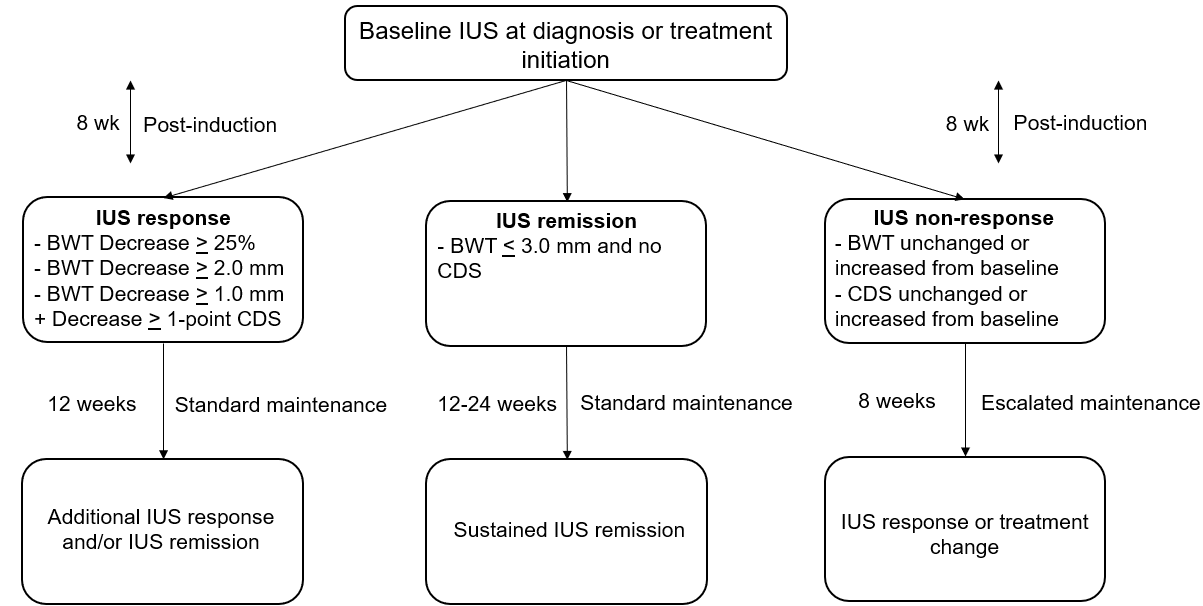 Baseline IUS at diagnosis or treatment
initiation
8 wk
Post-induction
8 wk
Post-induction
IUS response
- BWT Decrease ≥ 25%
- BWT Decrease ≥ 2.0 mm
- BWT Decrease ≥ 1.0 mm
+ Decrease ≥ 1-point CDS
IUS remission
- BWT ≤ 3.0 mm and no
CDS
IUS non-response
- BWT unchanged or
increased from baseline
- CDS unchanged or
increased from baseline
12 weeks
Standard maintenance
12-24 weeks
Standard maintenance
8 weeks
Escalated maintenance
Additional IUS response
and/or IUS remission
Sustained IUS remission
IUS response or treatment
change